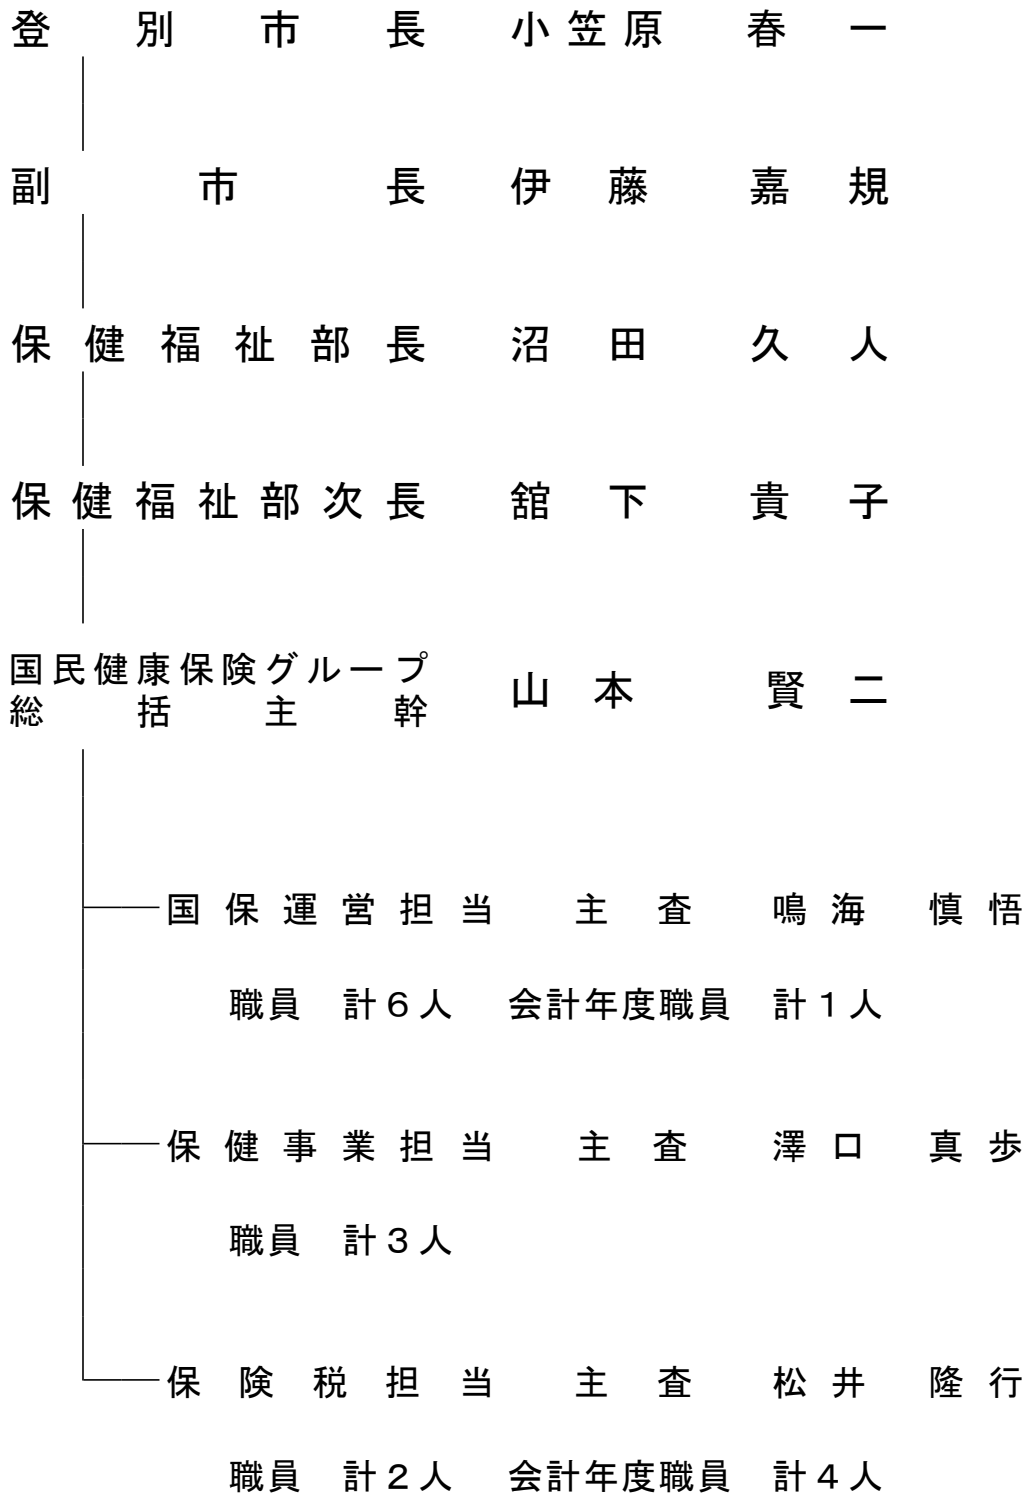 登別市長 小笠原 春一
副市長 伊藤 嘉規
保健福祉部長 沼田 久人
保健福祉部次長 舘下 貴子
国民健康保険グループ
総括主幹 山本 賢二
国保運営担当 主査 鳴海 慎悟
職員 計6人 会計年度職員 計1人
保健事業担当 主査 澤口 真歩
職員 計3人
保険税担当 主査 松井 隆行
職員 計2人 会計年度職員 計4人